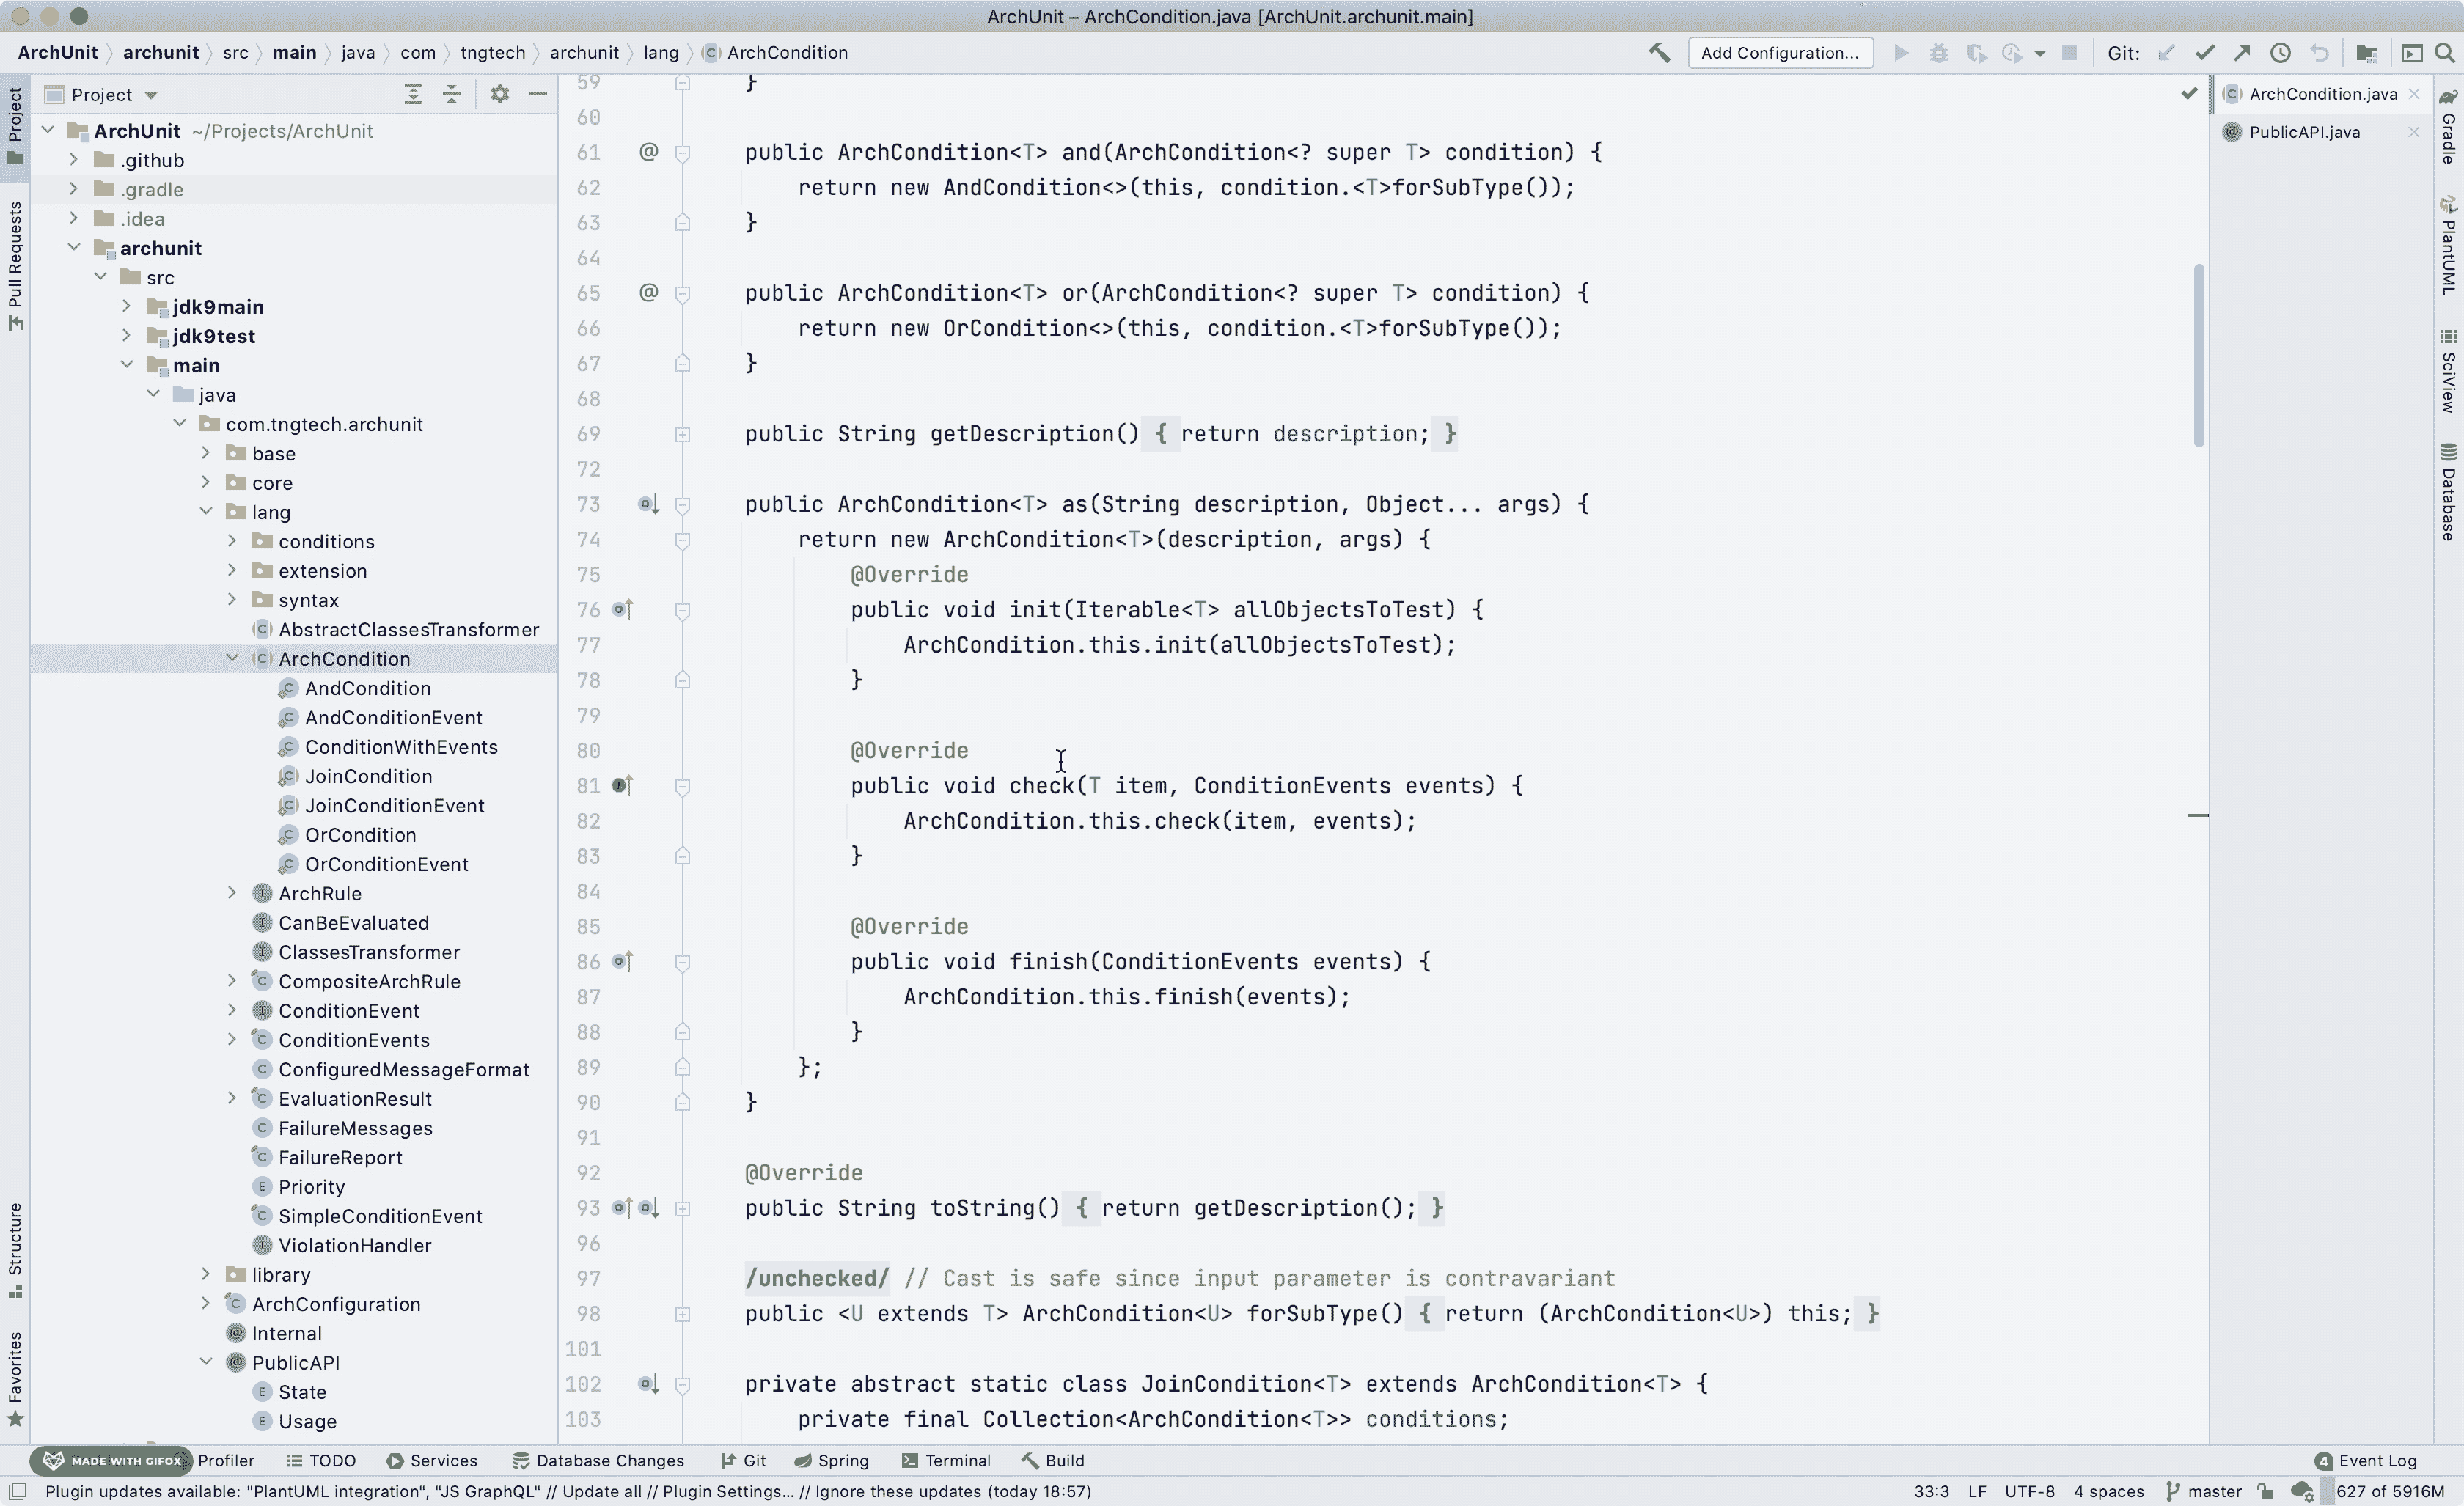 ArchUnit – ArchCondition.java [ArchUnit.archunit.main]
ArchUnit archunit src main java com tngtech archunit lang ArchCondition
Add Configuration...
Git:
Project
Pull Requests
Structure
Favorites
Project
ArchUnit ~/Projects/ArchUnit
.github
.gradle
.idea
archunit
src
jdk9main
jdk9test
main
java
com.tngtech.archunit
base
core
lang
conditions
extension
syntax
AbstractClassesTransformer
ArchCondition
AndCondition
AndConditionEvent
ConditionWithEvents
JoinCondition
JoinConditionEvent
OrCondition
OrConditionEvent
ArchRule
CanBeEvaluated
ClassesTransformer
CompositeArchRule
ConditionEvent
ConditionEvents
ConfiguredMessageFormat
EvaluationResult
FailureMessages
FailureReport
Priority
SimpleConditionEvent
ViolationHandler
library
ArchConfiguration
Internal
PublicAPI
State
Usage
59 }
60
61 @ public ArchCondition<T> and(ArchCondition<? super T> condition) {
62 return new AndCondition<>(this, condition.<T>forSubType());
63 }
64
65 @ public ArchCondition<T> or(ArchCondition<? super T> condition) {
66 return new OrCondition<>(this, condition.<T>forSubType());
67 }
68
69 public String getDescription() { return description; }
72
73 public ArchCondition<T> as(String description, Object... args) {
74 return new ArchCondition<T>(description, args) {
75 @Override
76 public void init(Iterable<T> allObjectsToTest) {
77 ArchCondition.this.init(allObjectsToTest);
78 }
79
80 @Override
81 public void check(T item, ConditionEvents events) {
82 ArchCondition.this.check(item, events);
83 }
84
85 @Override
86 public void finish(ConditionEvents events) {
87 ArchCondition.this.finish(events);
88 }
89 };
90 }
91
92 @Override
93 public String toString() { return getDescription(); }
96
97 /unchecked/ // Cast is safe since input parameter is contravariant
98 public <U extends T> ArchCondition<U> forSubType() { return (ArchCondition<U>) this; }
101
102 private abstract static class JoinCondition<T> extends ArchCondition<T> {
103 private final Collection<ArchCondition<T>> conditions;
ArchCondition.java
PublicAPI.java
Gradle
PlantUML
SciView
Database
MADE WITH GIFOX Profiler TODO Services Database Changes Git Spring Terminal Build 4 Event Log
Plugin updates available: "PlantUML integration", "JS GraphQL" // Update all // Plugin Settings... // Ignore these updates (today 18:57) 33:3 LF UTF-8 4 spaces master 627 of 5916M